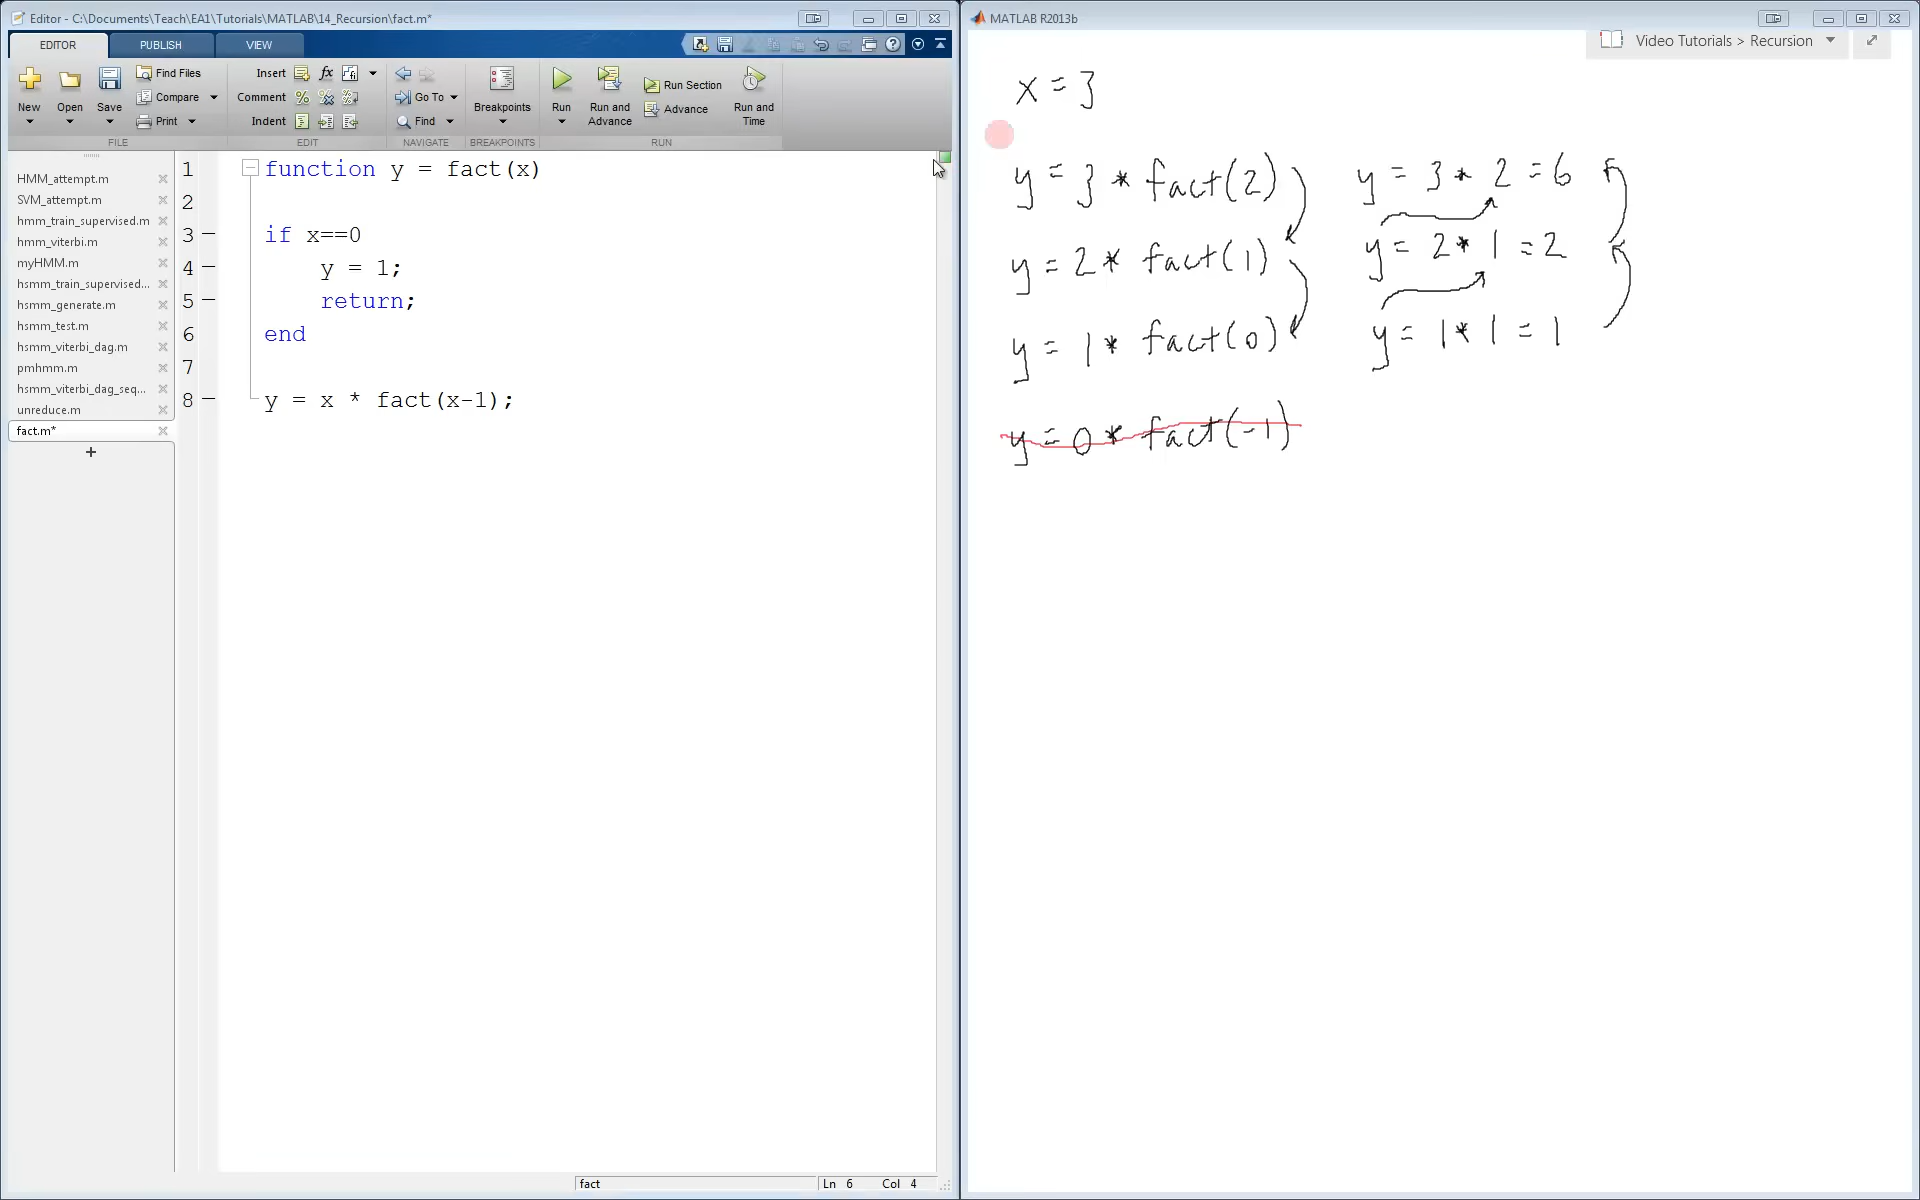 Editor - C:\Documents\Teach\EA1\Tutorials\MATLAB\14_Recursion\fact.m*
EDITOR PUBLISH VIEW
New
Open
Save
Find Files
Compare
Print
FILE
Insert fx
Comment
Indent
EDIT
Go To
Find
NAVIGATE
Breakpoints
BREAKPOINTS
Run
Run and
Advance
Run Section
Advance
Run and
Time
RUN
HMM_attempt.m
SVM_attempt.m
hmm_train_supervised.m
hmm_viterbi.m
myHMM.m
hsmm_train_supervised...
hsmm_generate.m
hsmm_test.m
hsmm_viterbi_dag.m
pmhmm.m
hsmm_viterbi_dag_seq...
unreduce.m
fact.m*
1 function y = fact(x)
2
3 if x==0
4 y = 1;
5 return;
6 end
7
8 y = x * fact(x-1);
fact Ln 6 Col 4
MATLAB R2013b
Video Tutorials > Recursion
x = 3
y = 3 * fact(2)
y = 2 * fact(1)
y = 1 * fact(0)
y = 0 * fact(-1)
y = 3 * 2 = 6
y = 2 * 1 = 2
y = 1 * 1 = 1